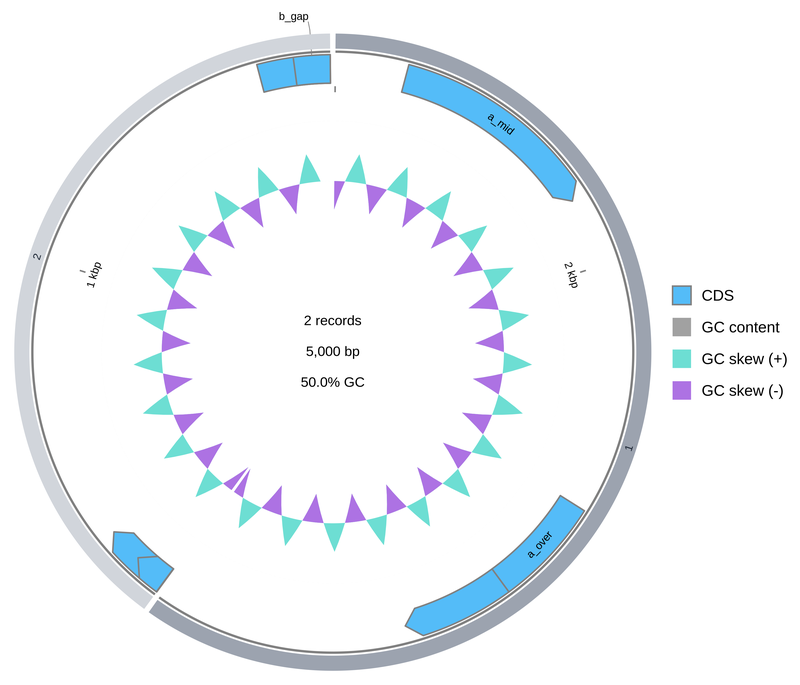 b_gap
a_mid
2
1 kbp
2 kbp
2 records
5,000 bp
50.0% GC
CDS
GC content
GC skew (+)
GC skew (-)
1
a_over